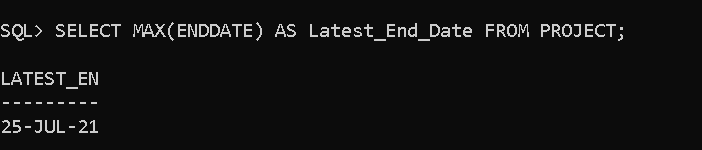 SQL> SELECT MAX(ENDDATE) AS Latest_End_Date FROM PROJECT;
LATEST_EN
---------
25-JUL-21